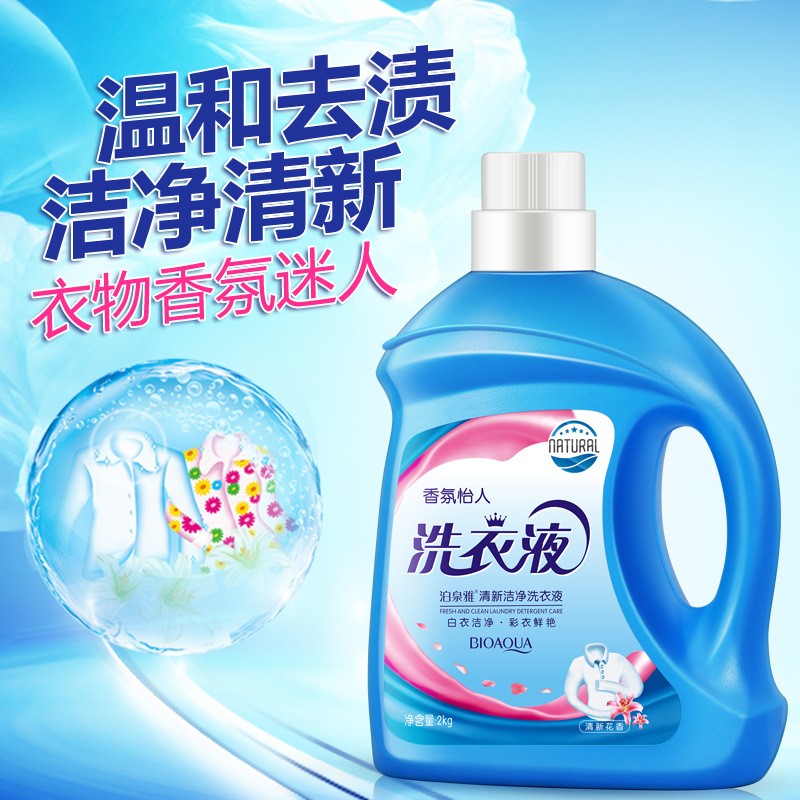 温和去渍
洁净清新
衣物香氛迷人
NATURAL
香氛怡人
洗衣液
泊泉雅®清新洁净洗衣液
FRESH AND CLEAN LAUNDRY DETERGENT CARE
白衣洁净·彩衣鲜艳
BIOAQUA
净含量:2kg
清新花香